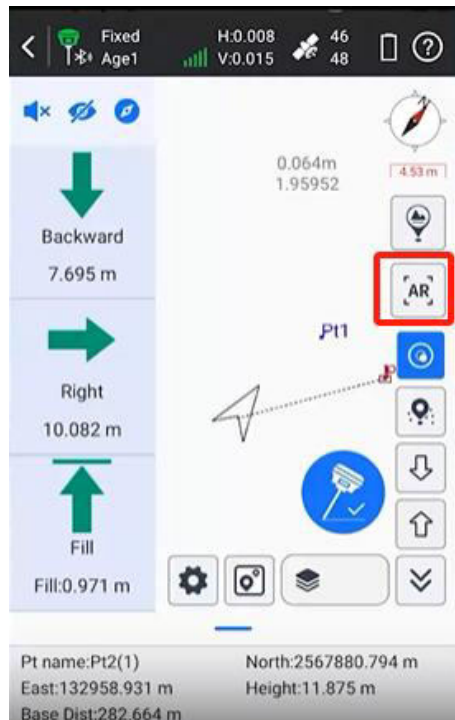 Fixed
Age1
H:0.008
V:0.015
46
48
?
N
0.064m
1.95952
4.53 m
Backward
7.695 m
AR
Pt1
Right
10.082 m
Fill
Fill:0.971 m
Pt name:Pt2(1)
North:2567880.794 m
East:132958.931 m
Height:11.875 m
Base Dist:282.664 m